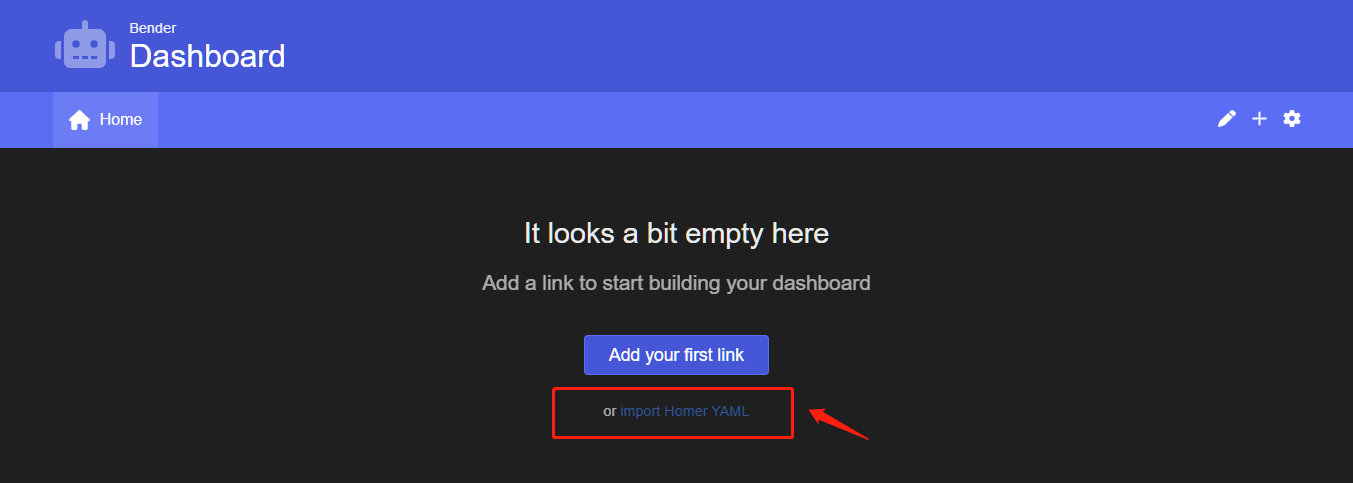 Bender
Dashboard
Home
It looks a bit empty here
Add a link to start building your dashboard
Add your first link
or import Homer YAML